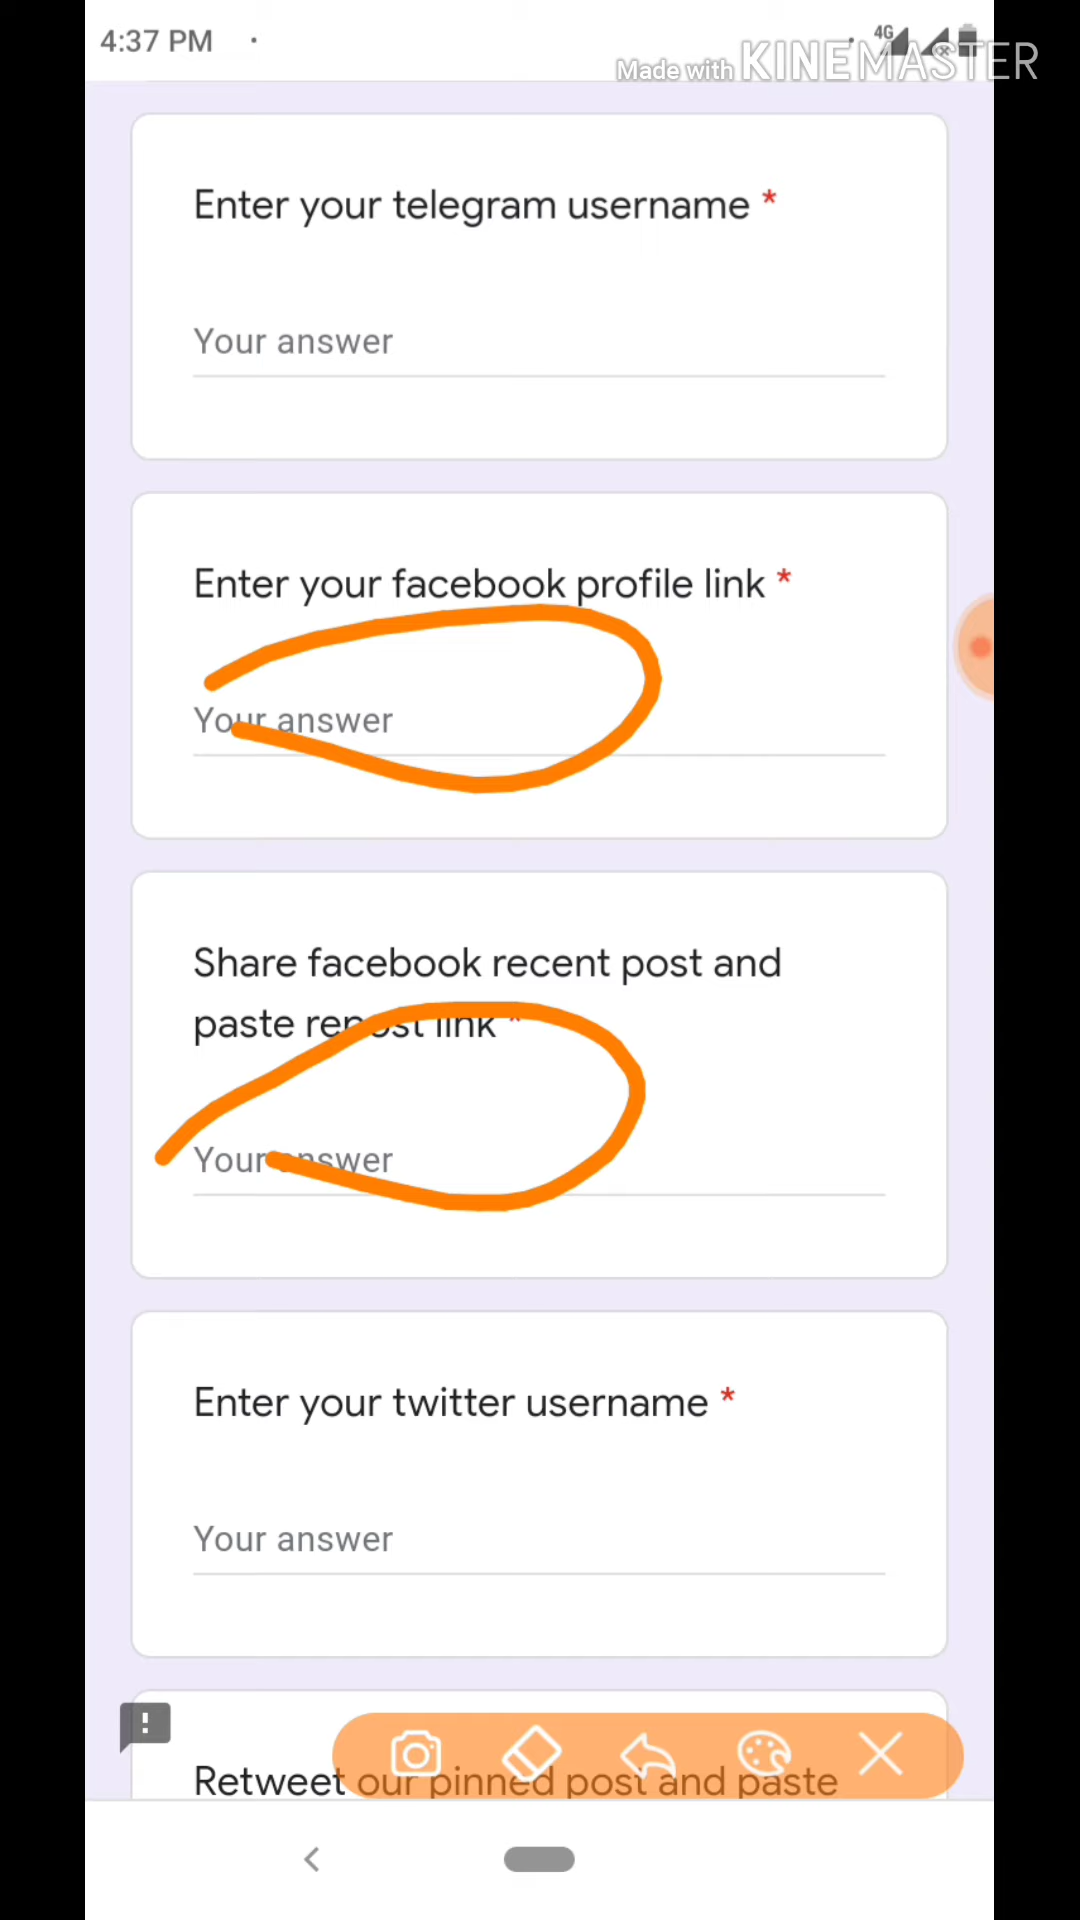 4:37 PM
4G
Made with KINEMASTER
Enter your telegram username *
Your answer
Enter your facebook profile link *
Your answer
Share facebook recent post and
paste repost link *
Your answer
Enter your twitter username *
Your answer
Retweet our pinned post and paste